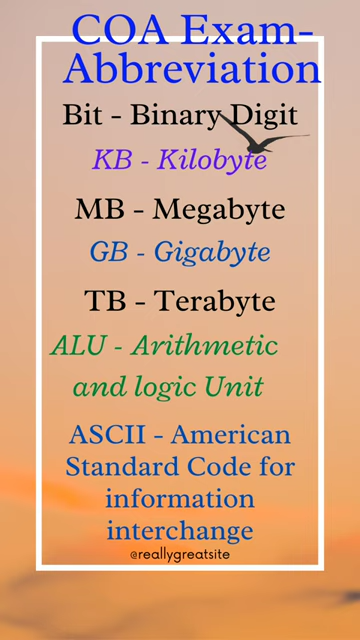 COA Exam-
Abbreviation
Bit - Binary Digit
KB - Kilobyte
MB - Megabyte
GB - Gigabyte
TB - Terabyte
ALU - Arithmetic
and logic Unit
ASCII - American
Standard Code for
information
interchange
@reallygreatsite